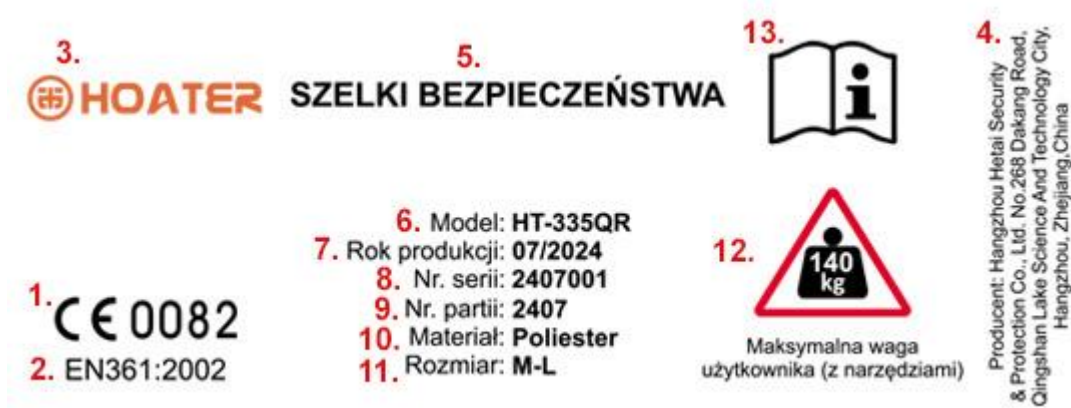 3.
HOATER
5.
SZELKI BEZPIECZEŃSTWA
13.
i
4.
Producent: Hangzhou Hetai Security
& Protection Co., Ltd. No.268 Dakang Road,
Qingshan Lake Science And Technology City,
Hangzhou, Zhejiang,China
6. Model: HT-335QR
7. Rok produkcji: 07/2024
8. Nr. serii: 2407001
9. Nr. partii: 2407
10. Materiał: Poliester
11. Rozmiar: M-L
1. CE 0082
2. EN361:2002
12.
140
kg
Maksymalna waga
użytkownika (z narzędziami)